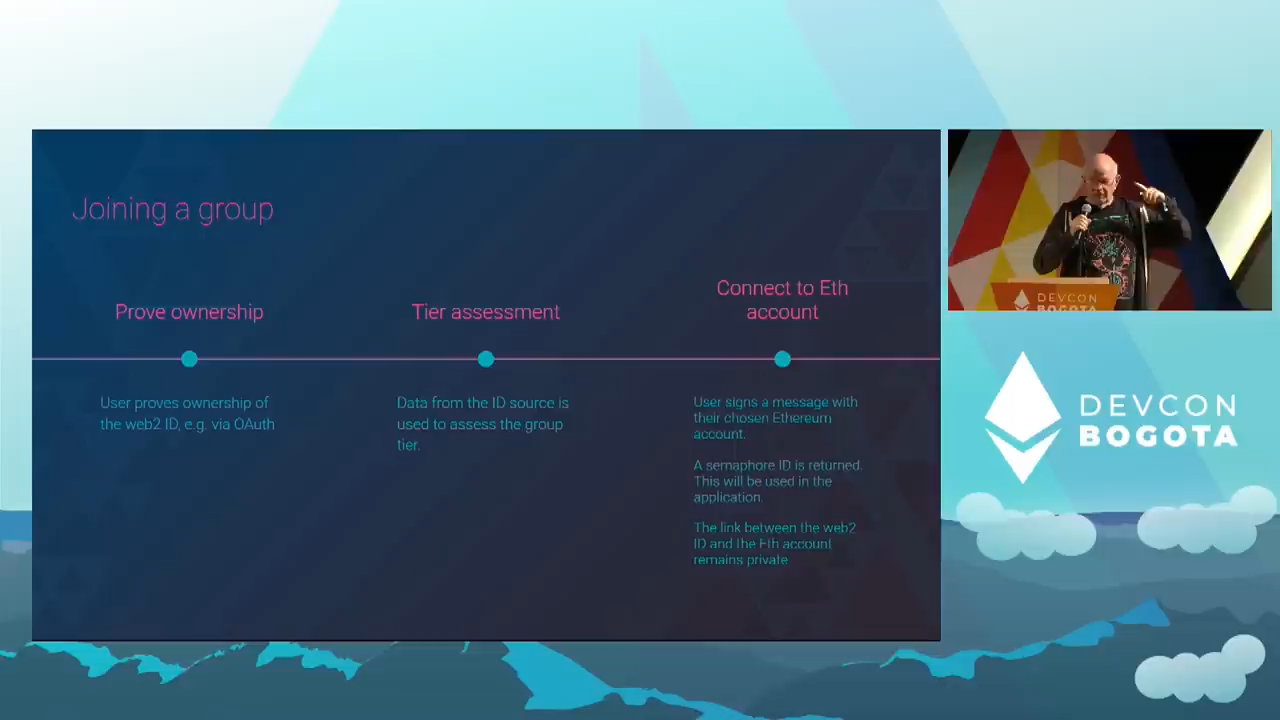 Joining a group
Prove ownership
User proves ownership of
the web2 ID, e.g. via OAuth
Tier assessment
Data from the ID source is
used to assess the group
tier.
Connect to Eth
account
User signs a message with
their chosen Ethereum
account.
A semaphore ID is returned.
This will be used in the
application.
The link between the web2
ID and the Eth account
remains private
DEVCON
BOGOTA
DEVCON
BOGOTA